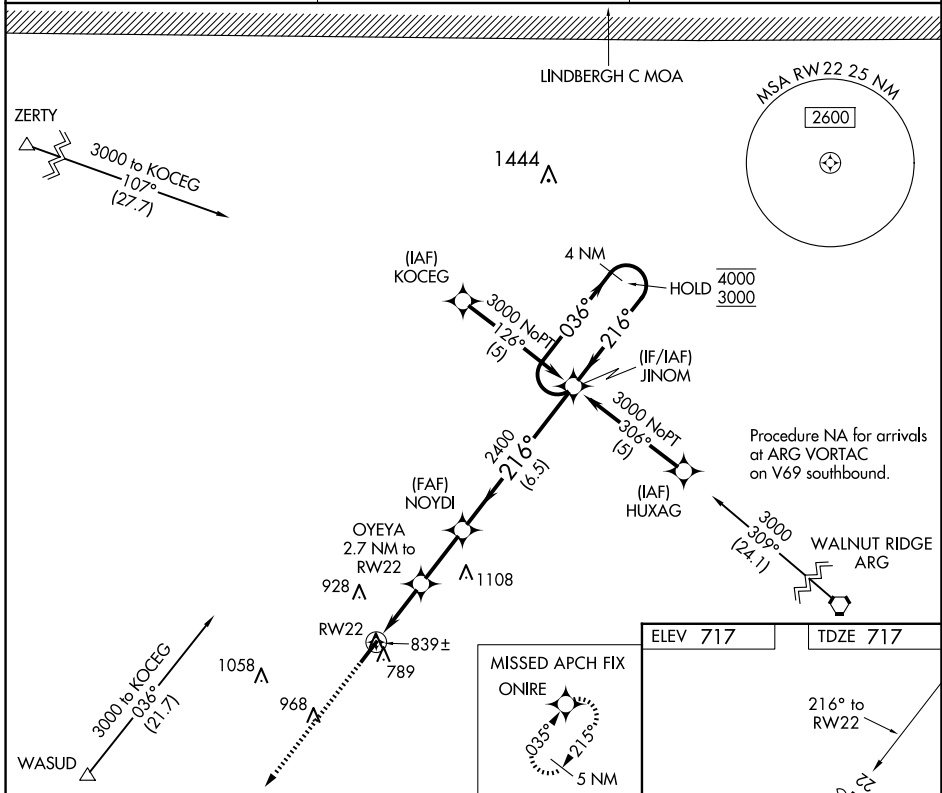 LINDBERGH C MOA
MSA RW22 25 NM
2600
ZERTY
3000 to KOCEG
107°
(27.7)
1444
(IAF)
KOCEG
3000 NoPT
126°
(5)
4 NM
HOLD
4000
3000
036°
216°
(IF/IAF)
JINOM
3000 NoPT
306°
(5)
(IAF)
HUXAG
Procedure NA for arrivals
at ARG VORTAC
on V69 southbound.
2400
216°
(6.5)
(FAF)
NOYDI
3000
309°
(24.1)
WALNUT RIDGE
ARG
OYEYA
2.7 NM to
RW22
928
1108
RW22
839±
789
1058
968
3000 to KOCEG
036°
(21.7)
WASUD
MISSED APCH FIX
ONIRE
035°
215°
5 NM
ELEV 717
TDZE 717
216° to
RW22
22